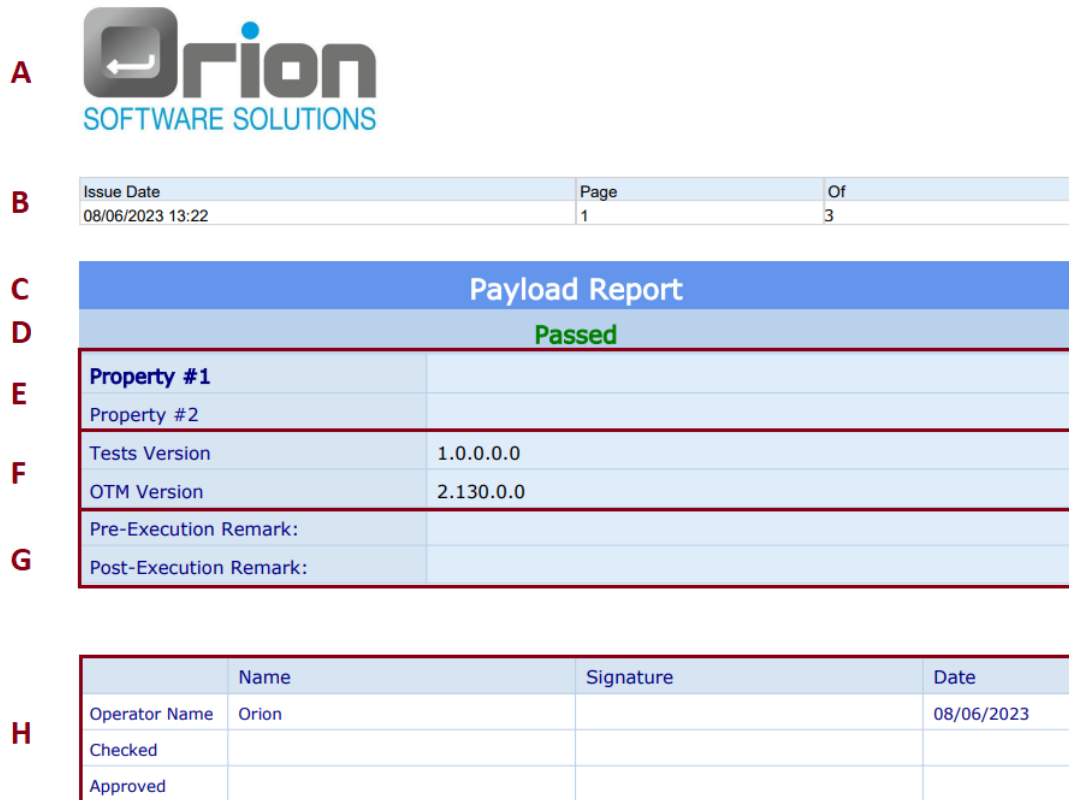 A
Orion
SOFTWARE SOLUTIONS
B
Issue Date Page Of
08/06/2023 13:22 1 3
C
Payload Report
D
Passed
E
Property #1
Property #2
F
Tests Version 1.0.0.0.0
OTM Version 2.130.0.0
G
Pre-Execution Remark:
Post-Execution Remark:
H
Name Signature Date
Operator Name Orion 08/06/2023
Checked
Approved